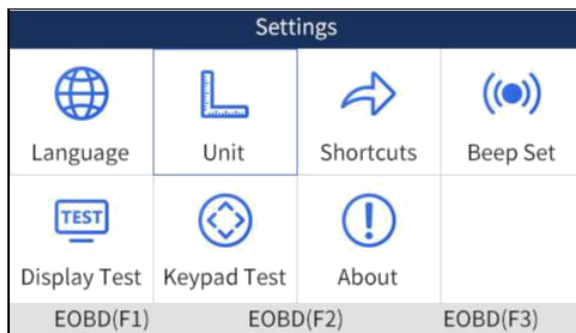 Settings
Language Unit Shortcuts Beep Set
TEST
Display Test Keypad Test About
EOBD(F1) EOBD(F2) EOBD(F3)